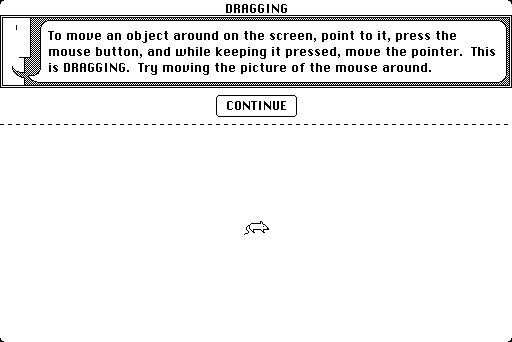 DRAGGING
To move an object around on the screen, point to it, press the
mouse button, and while keeping it pressed, move the pointer.  This
is DRAGGING.  Try moving the picture of the mouse around.
CONTINUE